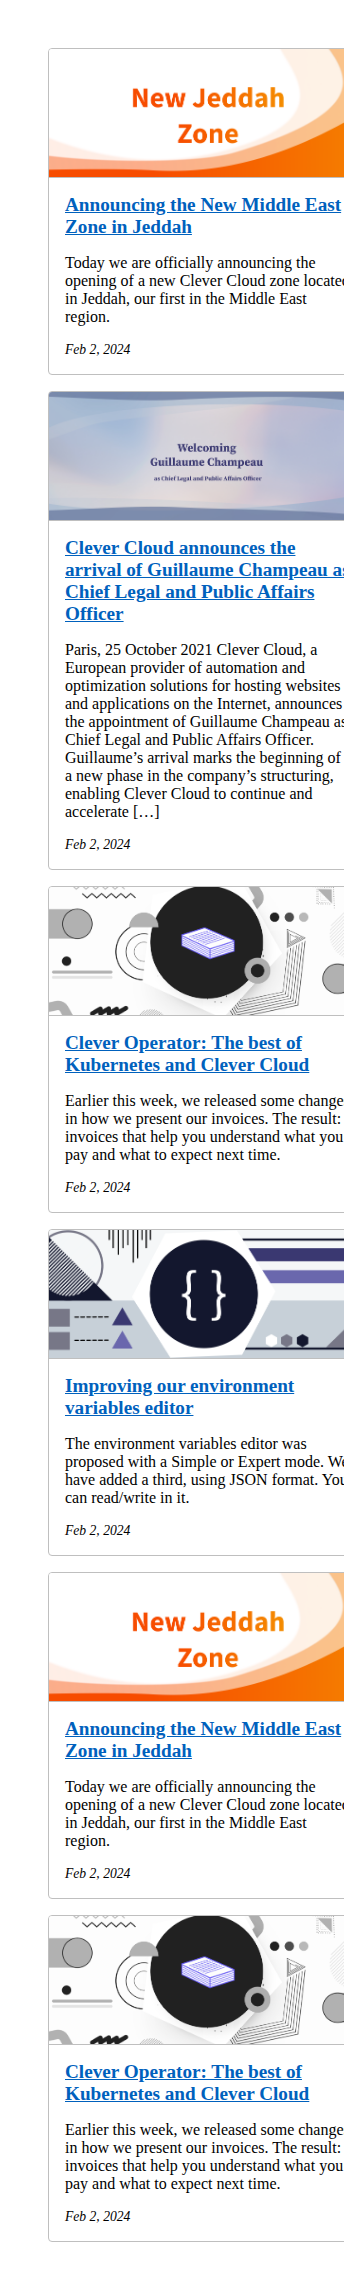 New Jeddah
Zone
Announcing the New Middle East
Zone in Jeddah
Today we are officially announcing the
opening of a new Clever Cloud zone located
in Jeddah, our first in the Middle East
region.
Feb 2, 2024
Welcoming
Guillaume Champeau
as Chief Legal and Public Affairs Officer
Clever Cloud announces the
arrival of Guillaume Champeau as
Chief Legal and Public Affairs
Officer
Paris, 25 October 2021 Clever Cloud, a
European provider of automation and
optimization solutions for hosting websites
and applications on the Internet, announces
the appointment of Guillaume Champeau as
Chief Legal and Public Affairs Officer.
Guillaume’s arrival marks the beginning of
a new phase in the company’s structuring,
enabling Clever Cloud to continue and
accelerate […]
Feb 2, 2024
Clever Operator: The best of
Kubernetes and Clever Cloud
Earlier this week, we released some change
in how we present our invoices. The result:
invoices that help you understand what you
pay and what to expect next time.
Feb 2, 2024
{ }
Improving our environment
variables editor
The environment variables editor was
proposed with a Simple or Expert mode. We
have added a third, using JSON format. You
can read/write in it.
Feb 2, 2024
New Jeddah
Zone
Announcing the New Middle East
Zone in Jeddah
Today we are officially announcing the
opening of a new Clever Cloud zone located
in Jeddah, our first in the Middle East
region.
Feb 2, 2024
Clever Operator: The best of
Kubernetes and Clever Cloud
Earlier this week, we released some change
in how we present our invoices. The result:
invoices that help you understand what you
pay and what to expect next time.
Feb 2, 2024